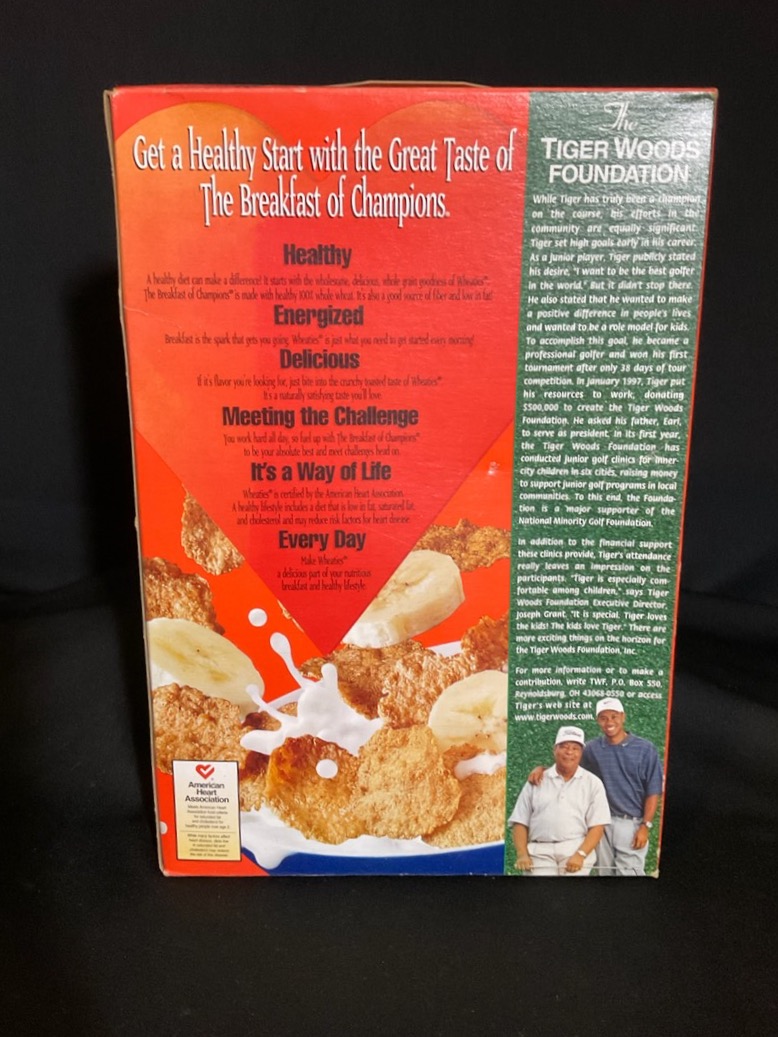 Get a Healthy Start with the Great Taste of
The Breakfast of Champions.
Healthy
A healthy diet can make a difference! It starts with the wholesome, delicious, whole grain goodness of Wheaties™.
The Breakfast of Champions™ is made with healthy 100% whole wheat. It's also a good source of fiber and low in fat!
Energized
Breakfast is the spark that gets you going. Wheaties™ is just what you need to get started every morning!
Delicious
If it's flavor you're looking for, just bite into the crunchy toasted taste of Wheaties™.
It's a naturally satisfying taste you'll love.
Meeting the Challenge
You work hard all day, so fuel up with The Breakfast of Champions™
to be your absolute best and meet challenges head on.
It's a Way of Life
Wheaties™ is certified by the American Heart Association.
A healthy lifestyle includes a diet that is low in fat, saturated fat,
and cholesterol and may reduce risk factors for heart disease.
Every Day
Make Wheaties™
a delicious part of your nutritious
breakfast and healthy lifestyle.
American
Heart
Association
The
TIGER WOODS
FOUNDATION
While Tiger has truly been a champion
on the course, his efforts in the
community are equally significant.
Tiger set high goals early in his career.
As a junior player, Tiger publicly stated
his desire, "I want to be the best golfer
in the world." But it didn't stop there.
He also stated that he wanted to make
a positive difference in people's lives
and wanted to be a role model for kids.
To accomplish this goal, he became a
professional golfer and won his first
tournament after only 38 days of tour
competition. In January 1997, Tiger put
his resources to work, donating
$500,000 to create the Tiger Woods
Foundation. He asked his father, Earl,
to serve as president. In its first year,
the Tiger Woods Foundation has
conducted junior golf clinics for inner-
city children in six cities, raising money
to support junior golf programs in local
communities. To this end, the Founda-
tion is a major supporter of the
National Minority Golf Foundation.
In addition to the financial support
these clinics provide, Tiger's attendance
really leaves an impression on the
participants. "Tiger is especially com-
fortable among children," says Tiger
Woods Foundation Executive Director,
Joseph Grant. "It is special. Tiger loves
the kids! The kids love Tiger." There are
more exciting things on the horizon for
the Tiger Woods Foundation, Inc.
For more information or to make a
contribution, write TWF, P.O. Box 550,
Reynoldsburg, OH 43068-0550 or access
Tiger's web site at
www.tigerwoods.com.
Titleist